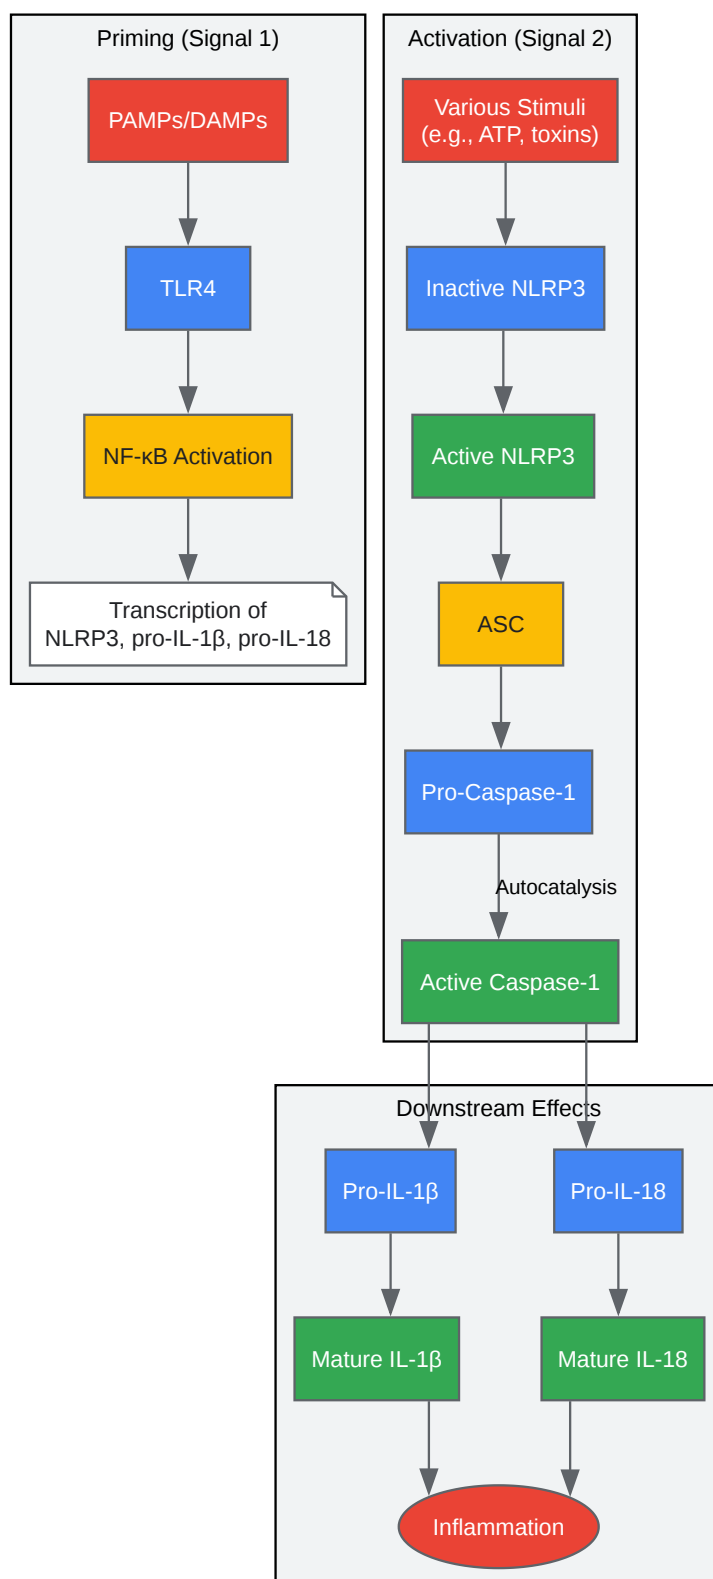 Priming (Signal 1)
PAMPs/DAMPs
TLR4
NF-κB Activation
Transcription of
NLRP3, pro-IL-1β, pro-IL-18
Activation (Signal 2)
Various Stimuli
(e.g., ATP, toxins)
Inactive NLRP3
Active NLRP3
ASC
Pro-Caspase-1
Autocatalysis
Active Caspase-1
Downstream Effects
Pro-IL-1β
Pro-IL-18
Mature IL-1β
Mature IL-18
Inflammation